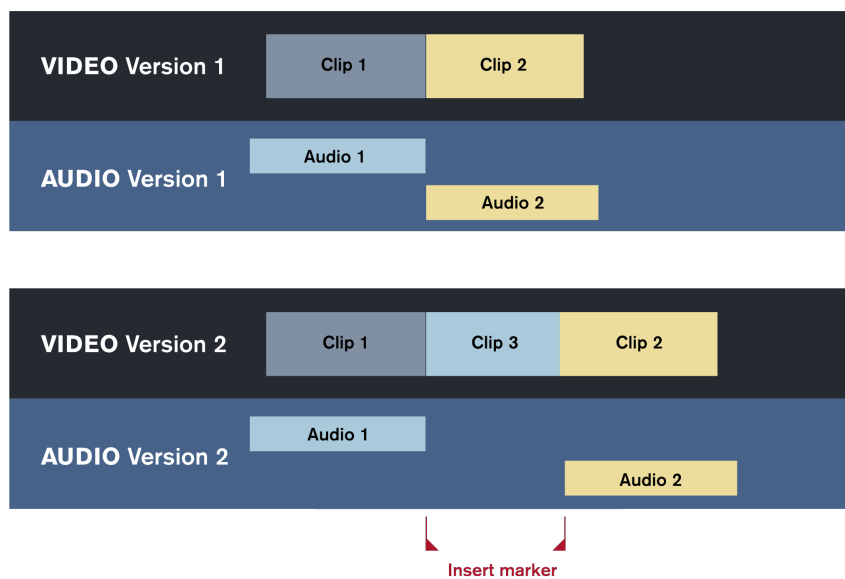 VIDEO Version 1
Clip 1
Clip 2
AUDIO Version 1
Audio 1
Audio 2
VIDEO Version 2
Clip 1
Clip 3
Clip 2
AUDIO Version 2
Audio 1
Audio 2
Insert marker